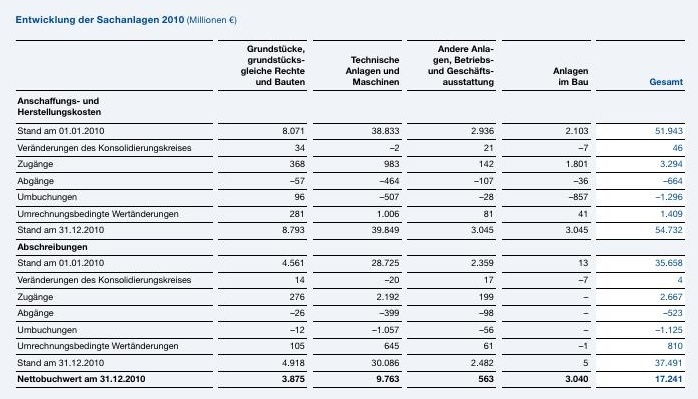 Entwicklung der Sachanlagen 2010 (Millionen €)
Grundstücke, grundstücks- gleiche Rechte und Bauten Technische Anlagen und Maschinen Andere Anla- gen, Betriebs- und Geschäfts- ausstattung Anlagen im Bau Gesamt
Anschaffungs- und
Herstellungskosten
Stand am 01.01.2010 8.071 38.833 2.936 2.103 51.943
Veränderungen des Konsolidierungskreises 34 –2 21 –7 46
Zugänge 368 983 142 1.801 3.294
Abgänge –57 –464 –107 –36 –664
Umbuchungen 96 –507 –28 –857 –1.296
Umrechnungsbedingte Wertänderungen 281 1.006 81 41 1.409
Stand am 31.12.2010 8.793 39.849 3.045 3.045 54.732
Abschreibungen
Stand am 01.01.2010 4.561 28.725 2.359 13 35.658
Veränderungen des Konsolidierungskreises 14 –20 17 –7 4
Zugänge 276 2.192 199 – 2.667
Abgänge –26 –399 –98 – –523
Umbuchungen –12 –1.057 –56 – –1.125
Umrechnungsbedingte Wertänderungen 105 645 61 –1 810
Stand am 31.12.2010 4.918 30.086 2.482 5 37.491
Nettobuchwert am 31.12.2010 3.875 9.763 563 3.040 17.241